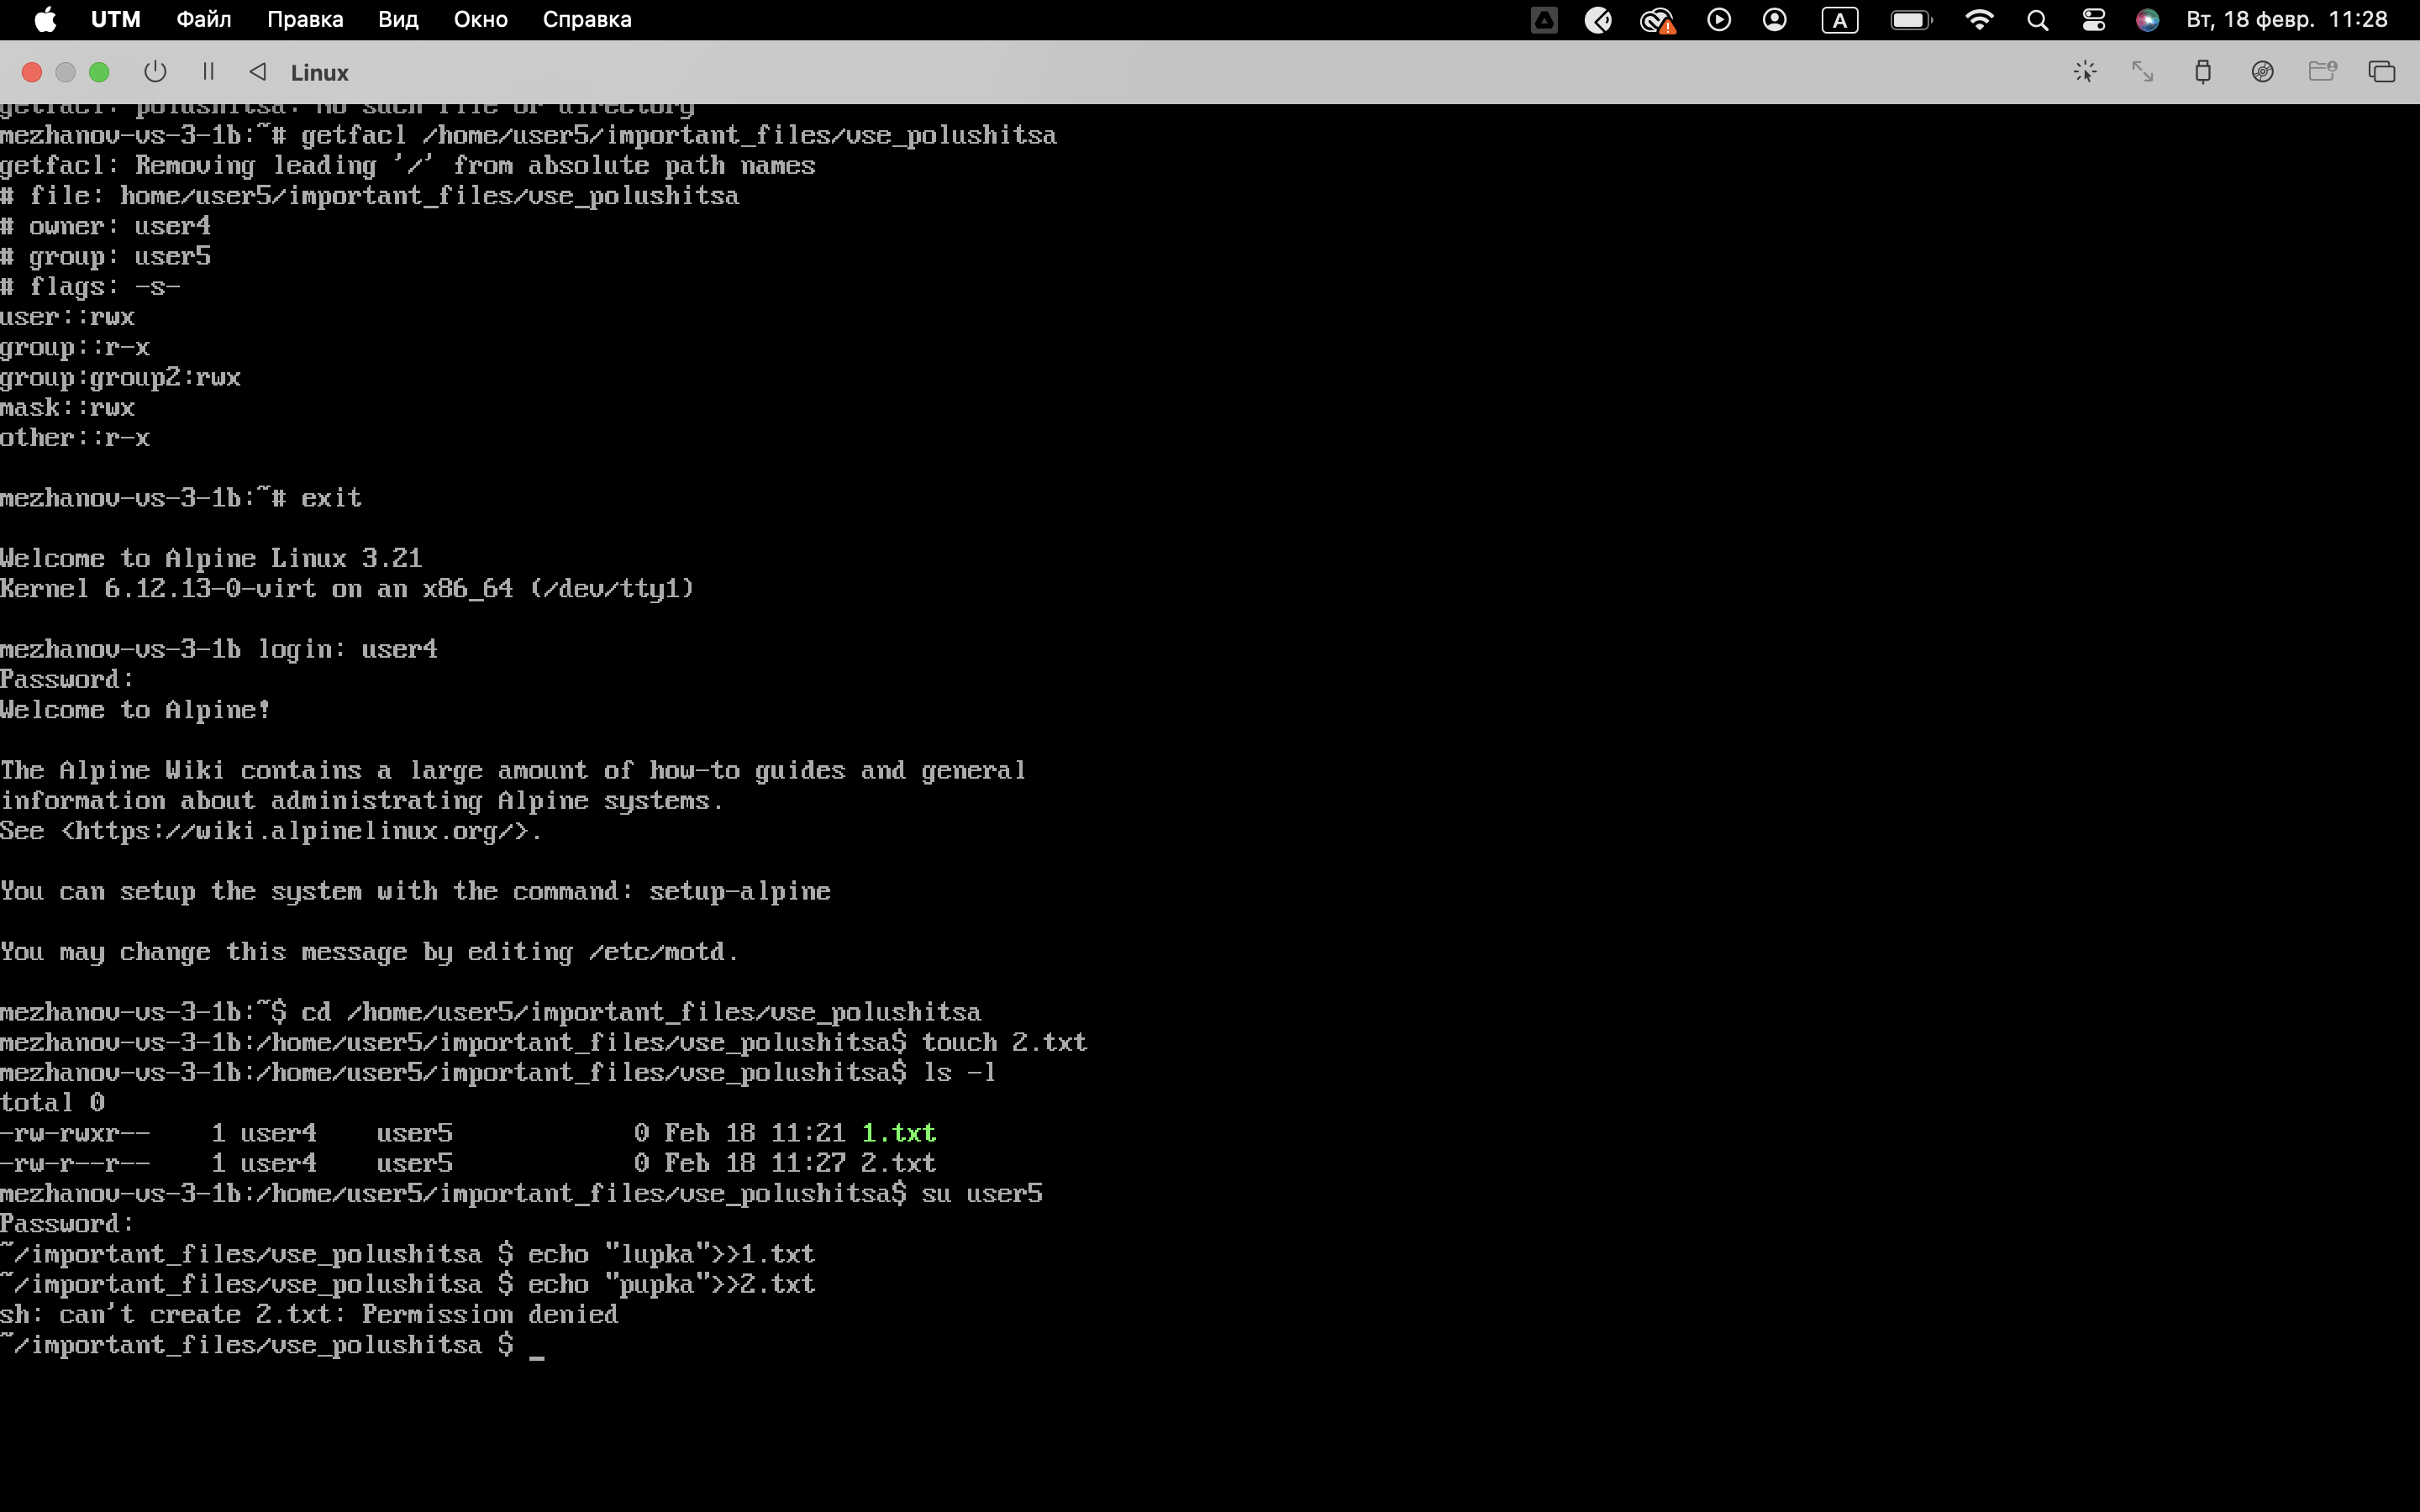 UTM Файл Правка Вид Окно Справка A Вт, 18 февр. 11:28
Linux
getfacl: polushitsa: No such file or directory
mezhanov-vs-3-1b:~# getfacl /home/user5/important_files/vse_polushitsa
getfacl: Removing leading '/' from absolute path names
# file: home/user5/important_files/vse_polushitsa
# owner: user4
# group: user5
# flags: -s-
user::rwx
group::r-x
group:group2:rwx
mask::rwx
other::r-x
mezhanov-vs-3-1b:~# exit
Welcome to Alpine Linux 3.21
Kernel 6.12.13-0-virt on an x86_64 (/dev/tty1)
mezhanov-vs-3-1b login: user4
Password:
Welcome to Alpine!
The Alpine Wiki contains a large amount of how-to guides and general
information about administrating Alpine systems.
See <https://wiki.alpinelinux.org/>.
You can setup the system with the command: setup-alpine
You may change this message by editing /etc/motd.
mezhanov-vs-3-1b:~$ cd /home/user5/important_files/vse_polushitsa
mezhanov-vs-3-1b:/home/user5/important_files/vse_polushitsa$ touch 2.txt
mezhanov-vs-3-1b:/home/user5/important_files/vse_polushitsa$ ls -l
total 0
-rw-rwxr-- 1 user4 user5 0 Feb 18 11:21 1.txt
-rw-r--r-- 1 user4 user5 0 Feb 18 11:27 2.txt
mezhanov-vs-3-1b:/home/user5/important_files/vse_polushitsa$ su user5
Password:
~/important_files/vse_polushitsa $ echo "lupka">>1.txt
~/important_files/vse_polushitsa $ echo "pupka">>2.txt
sh: can't create 2.txt: Permission denied
~/important_files/vse_polushitsa $ _